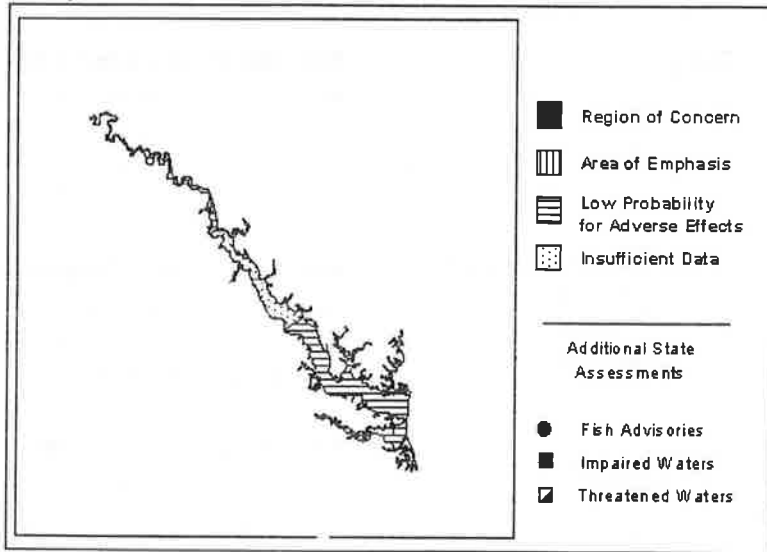 Region of Concern
Area of Emphasis
Low Probability
for Adverse Effects
Insufficient Data
Additional State
Assessments
Fish Advisories
Impaired Waters
Threatened Waters